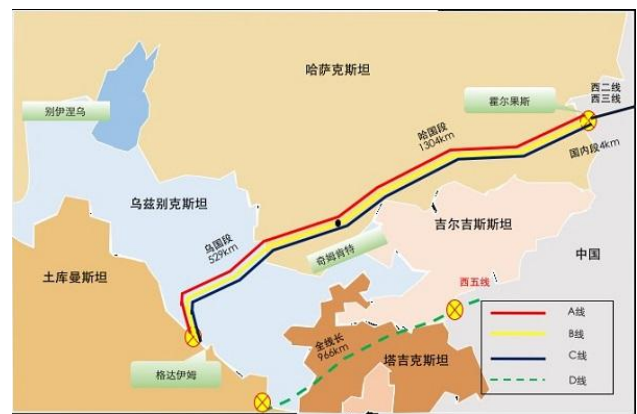 哈萨克斯坦
西二线
西三线
霍尔果斯
别伊涅乌
哈国段
1304km
国内段4km
乌兹别克斯坦
吉尔吉斯斯坦
乌国段
529km
奇姆肯特
中国
土库曼斯坦
西五线
A线
B线
C线
D线
全线长
966km
塔吉克斯坦
格达伊姆